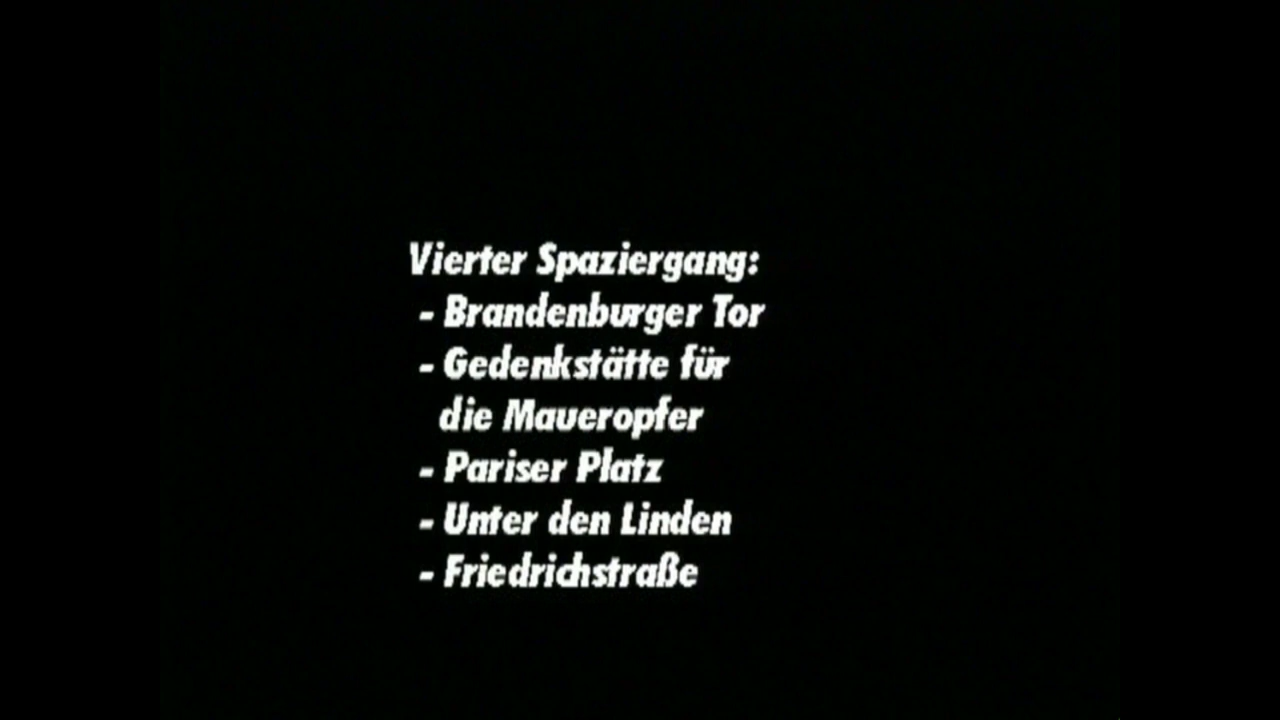 Vierter Spaziergang:
- Brandenburger Tor
- Gedenkstätte für
die Maueropfer
- Pariser Platz
- Unter den Linden
- Friedrichstraße